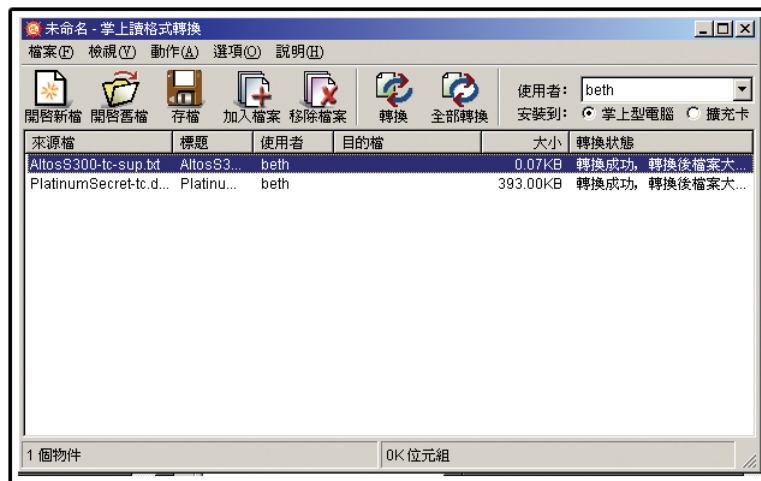 未命名 - 掌上讀格式轉換
檔案(F) 檢視(V) 動作(A) 選項(O) 說明(H)
開啓新檔 開啓舊檔 存檔 加入檔案 移除檔案 轉換 全部轉換
使用者: beth
安裝到: 掌上型電腦 擴充卡
來源檔 標題 使用者 目的檔 大小 轉換狀態
AltosS300-tc-sup.txt AltosS3... beth 0.07KB 轉換成功，轉換後檔案大...
PlatinumSecret-tc.d... Platinu... beth 393.00KB 轉換成功，轉換後檔案大...
1 個物件 0K 位元組